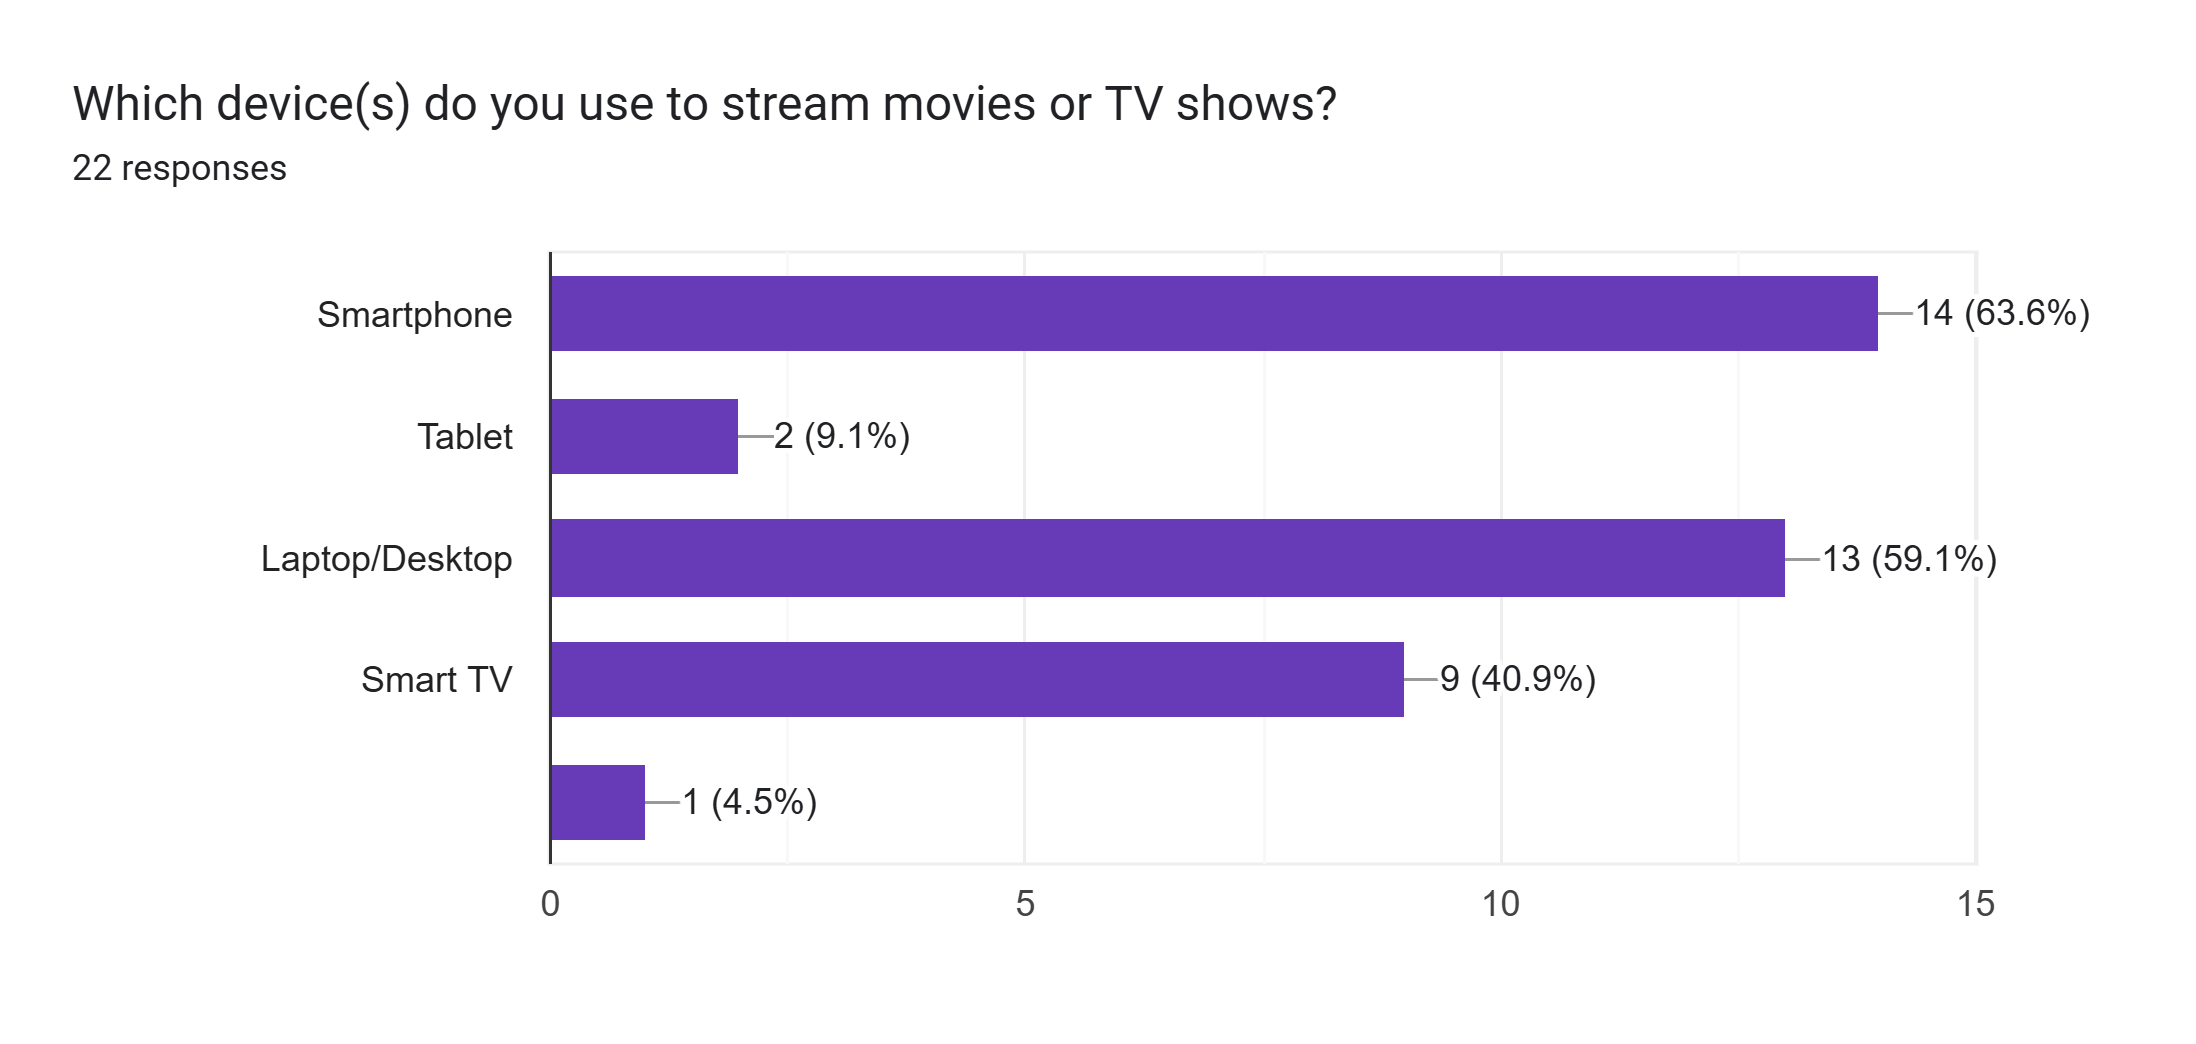 Which device(s) do you use to stream movies or TV shows?
22 responses
Smartphone 14 (63.6%)
Tablet 2 (9.1%)
Laptop/Desktop 13 (59.1%)
Smart TV 9 (40.9%)
1 (4.5%)
0 5 10 15